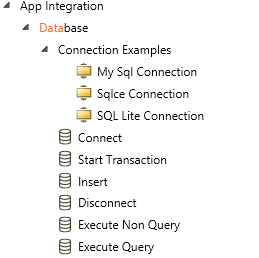 App Integration
Database
Connection Examples
My Sql Connection
Sqlce Connection
SQL Lite Connection
Connect
Start Transaction
Insert
Disconnect
Execute Non Query
Execute Query